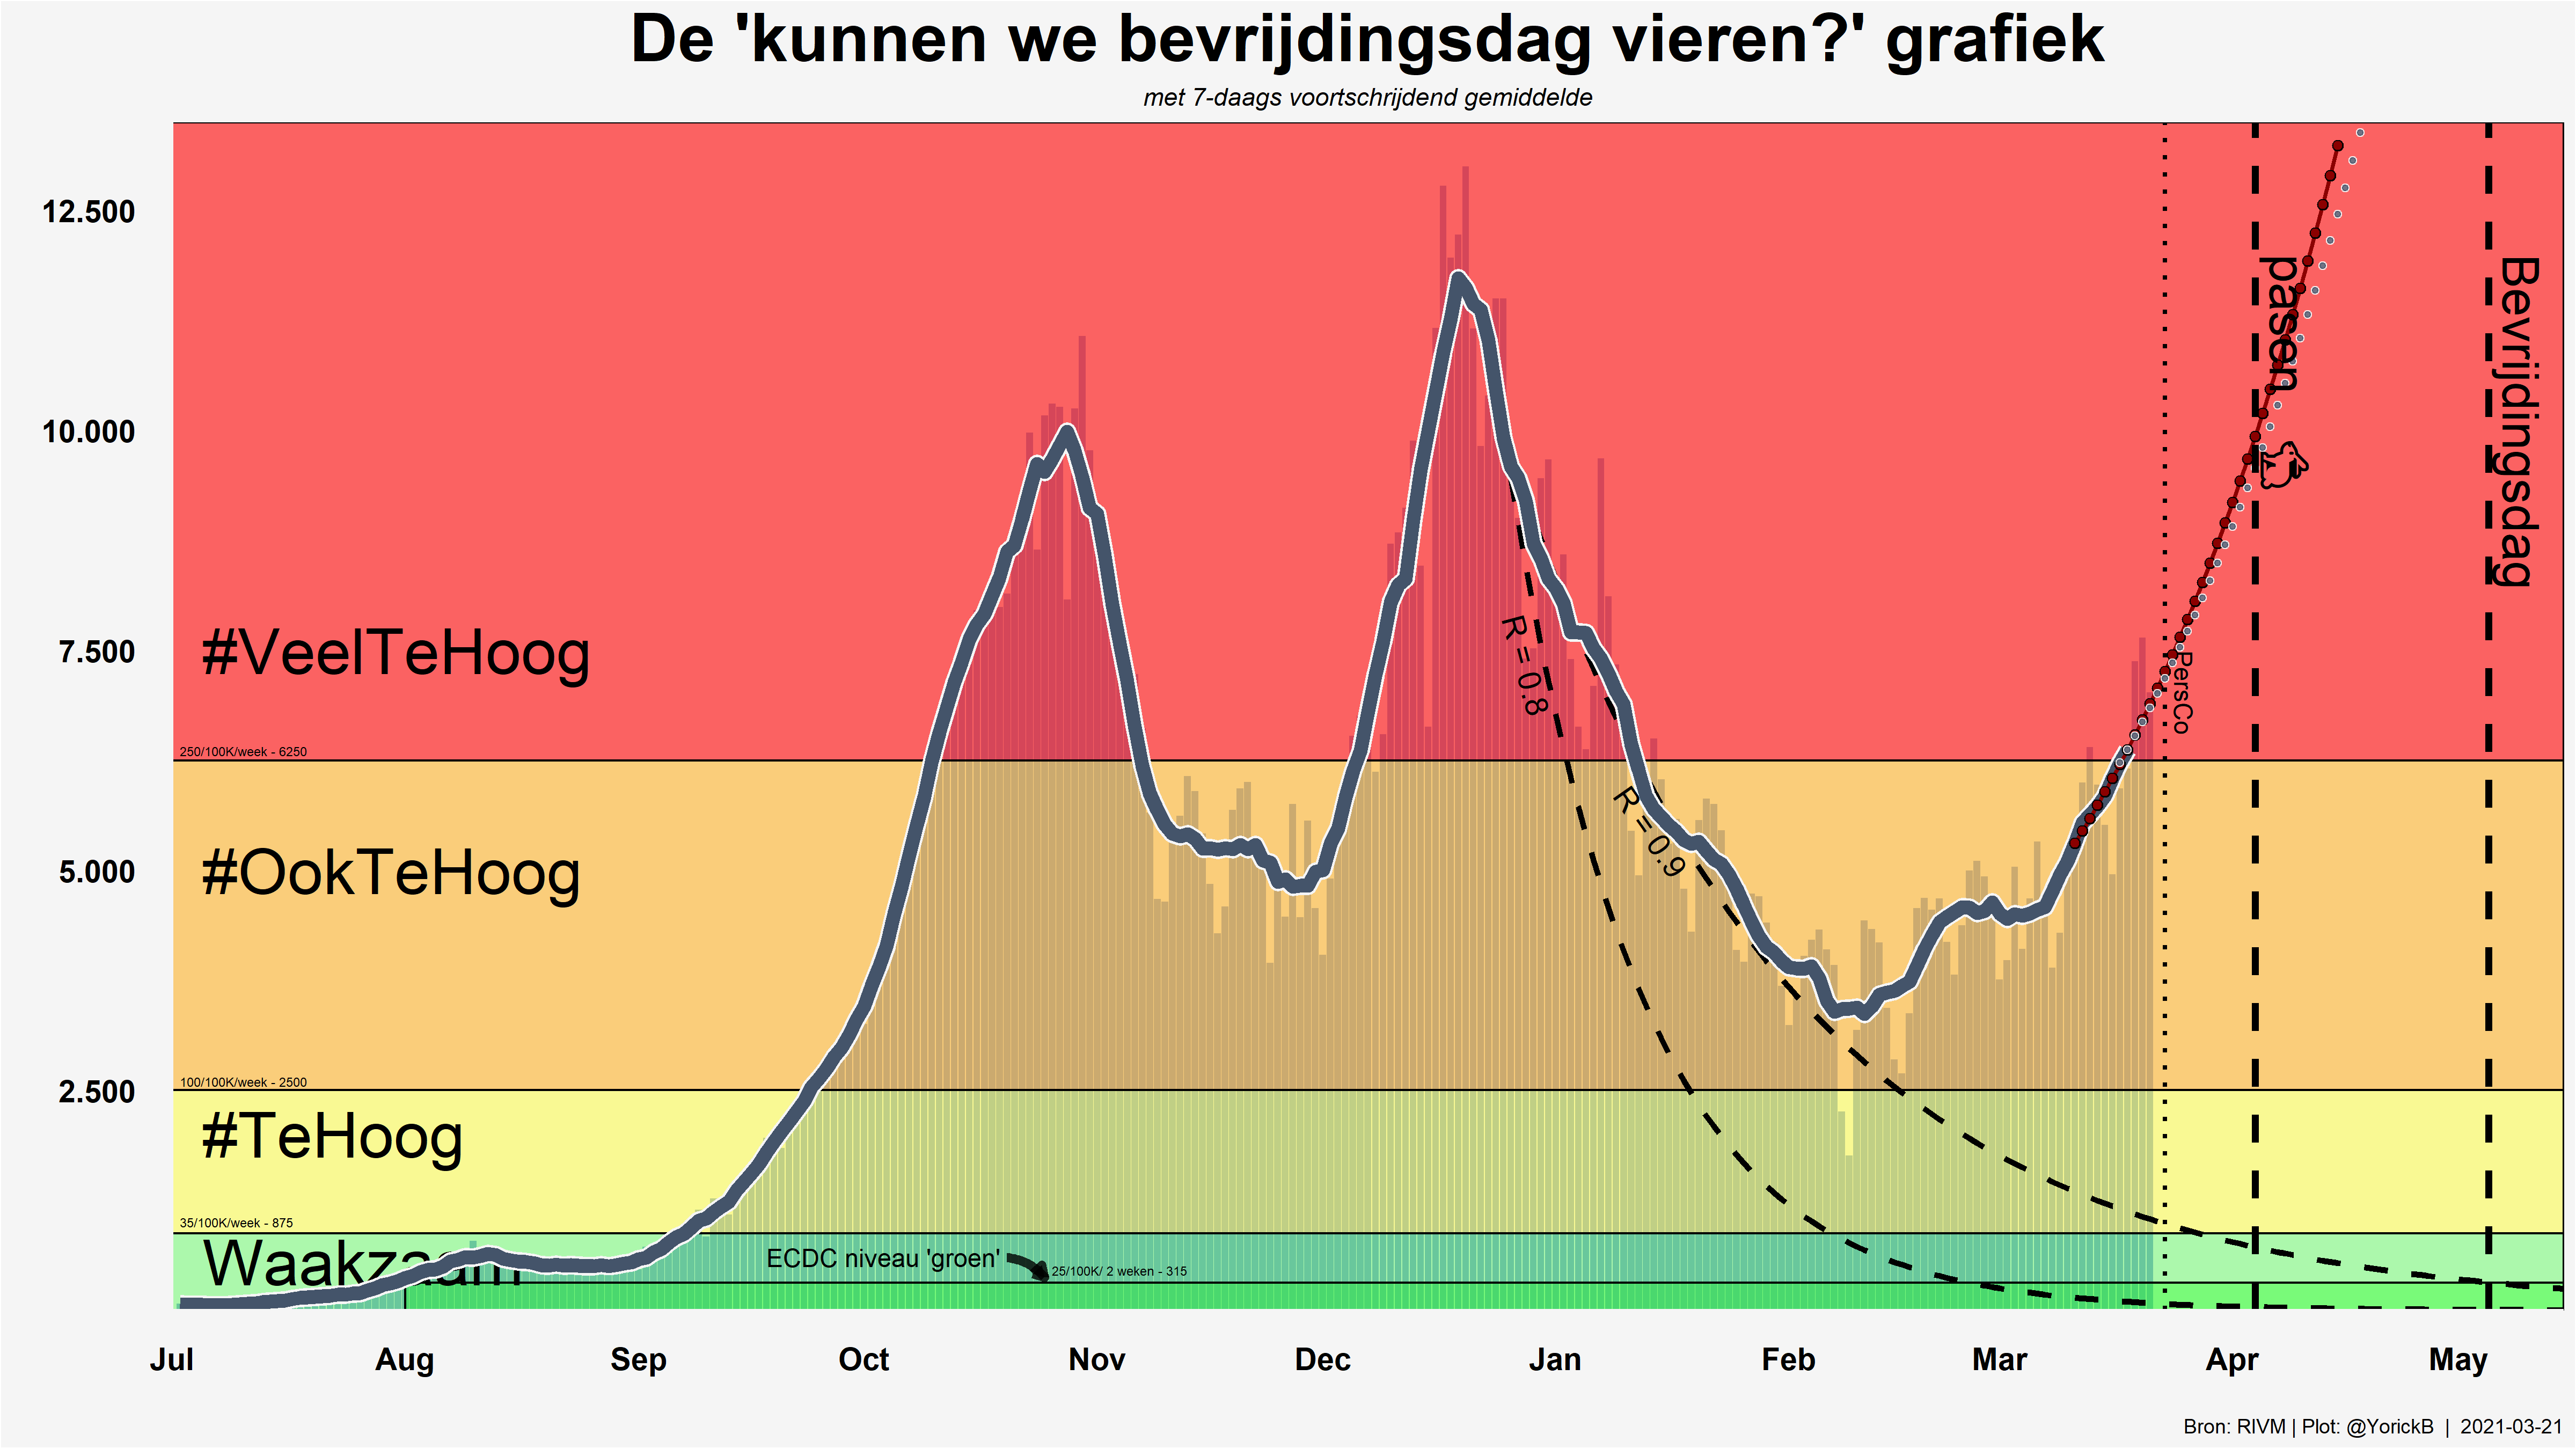 De 'kunnen we bevrijdingsdag vieren?' grafiek
met 7-daags voortschrijdend gemiddelde
12.500
10.000
7.500
5.000
2.500
#VeelTeHoog
250/100K/week - 6250
#OokTeHoog
100/100K/week - 2500
#TeHoog
35/100K/week - 875
Waakzaam
ECDC niveau 'groen'
25/100K/ 2 weken - 315
R = 0.8
R = 0.9
PersCo
pasen
Bevrijdingsdag
Jul
Aug
Sep
Oct
Nov
Dec
Jan
Feb
Mar
Apr
May
Bron: RIVM | Plot: @YorickB | 2021-03-21